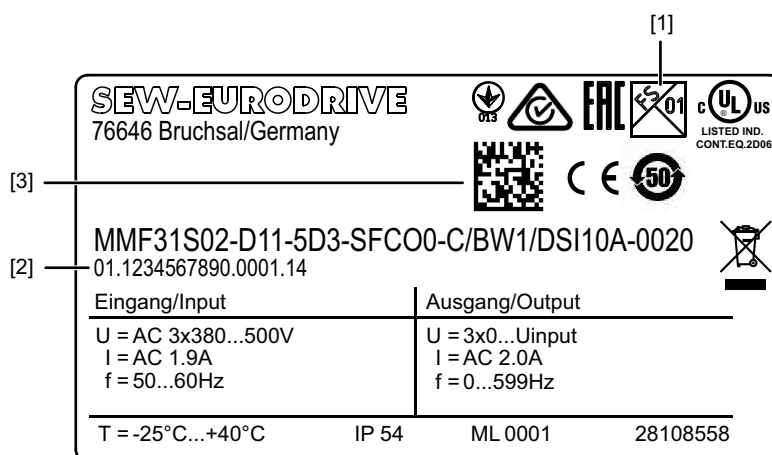 [1]
SEW-EURODRIVE
76646 Bruchsal/Germany
013
EAC
FS 01
c UL ® US
LISTED IND.
CONT.EQ.2D06
[3]
CE
50
MMF31S02-D11-5D3-SFCO0-C/BW1/DSI10A-0020
[2]
01.1234567890.0001.14
Eingang/Input
Ausgang/Output
U = AC 3x380...500V
U = 3x0...Uinput
I = AC 1.9A
I = AC 2.0A
f = 50...60Hz
f = 0...599Hz
T = -25°C...+40°C IP 54 ML 0001 28108558